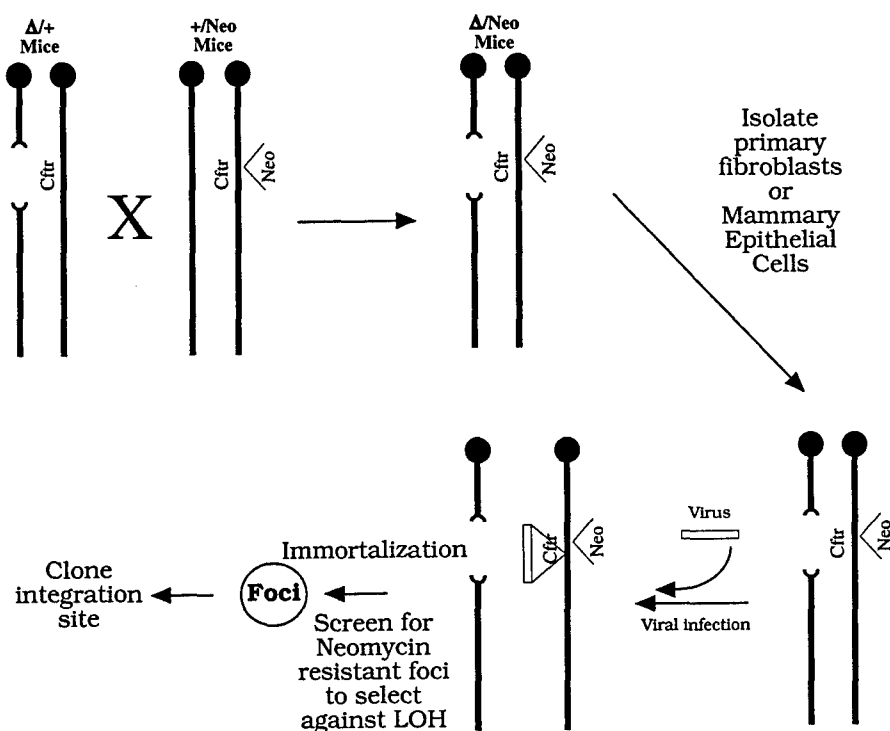 Δ/+
Mice
+/Neo
Mice
Δ/Neo
Mice
Cftr
X
Cftr
Neo
Cftr
Neo
Isolate
primary
fibroblasts
or
Mammary
Epithelial
Cells
Clone
integration
site
Foci
Immortalization
Screen for
Neomycin
resistant foci
to select
against LOH
Cftr
Neo
Virus
Viral infection
Cftr
Neo